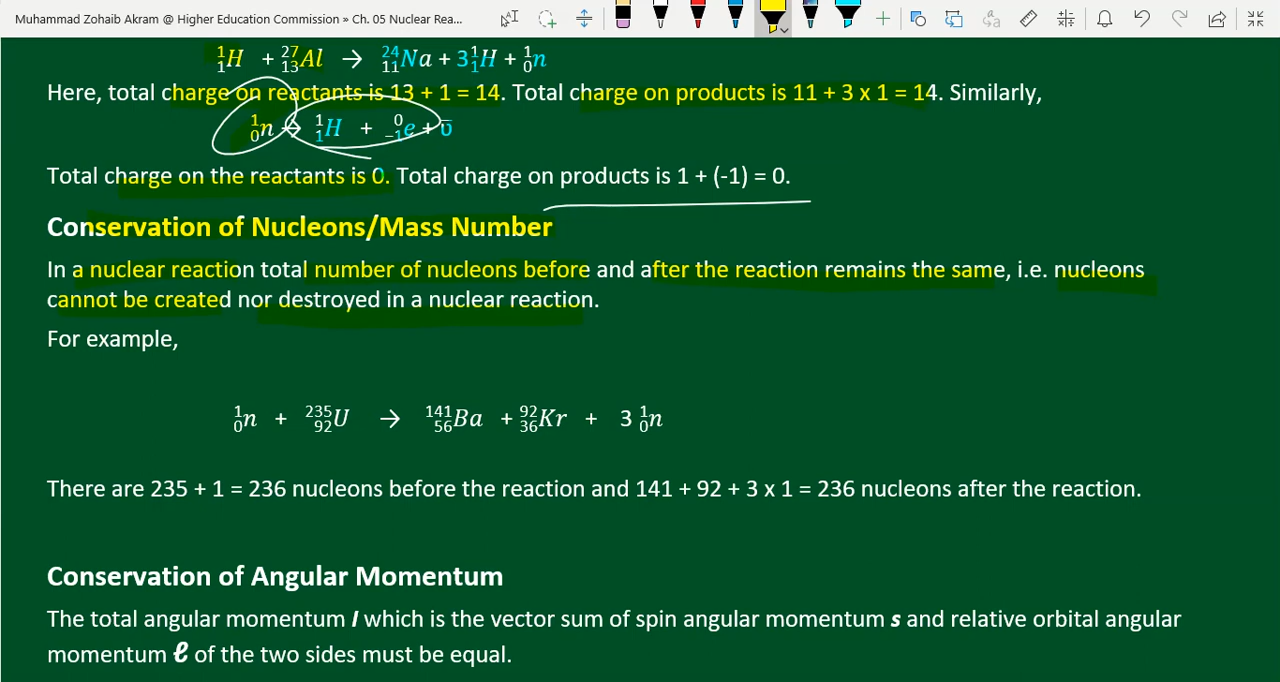 Muhammad Zohaib Akram @ Higher Education Commission » Ch. 05 Nuclear Rea...
¹₁H + ²⁷₁₃Al → ²⁴₁₁Na + 3¹₁H + ¹₀n
Here, total charge on reactants is 13 + 1 = 14. Total charge on products is 11 + 3 x 1 = 14. Similarly,
¹₀n → ¹₁H + ⁰₋₁e + ῡ
Total charge on the reactants is 0. Total charge on products is 1 + (-1) = 0.
Conservation of Nucleons/Mass Number
In a nuclear reaction total number of nucleons before and after the reaction remains the same, i.e. nucleons
cannot be created nor destroyed in a nuclear reaction.
For example,
¹₀n + ²³⁵₉₂U → ¹⁴¹₅₆Ba + ⁹²₃₆Kr + 3 ¹₀n
There are 235 + 1 = 236 nucleons before the reaction and 141 + 92 + 3 x 1 = 236 nucleons after the reaction.
Conservation of Angular Momentum
The total angular momentum I which is the vector sum of spin angular momentum s and relative orbital angular
momentum ℓ of the two sides must be equal.